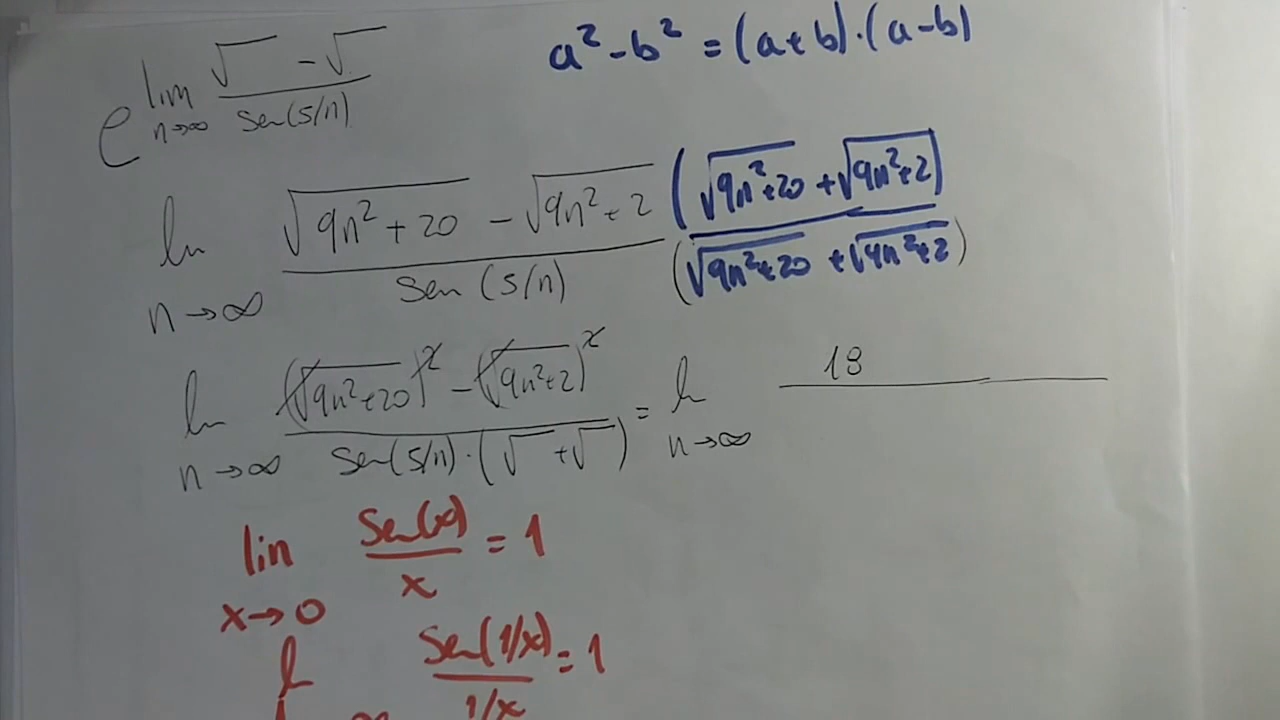 a² - b² = (a+b)·(a-b)
e^lim n→∞ (√ - √)/(sen(5/n))
lim n→∞ (√(9n²+20) - √(9n²+2))/(sen(5/n)) (√(9n²+20) + √(9n²+2))/(√(9n²+20) + √(9n²+2))
lim n→∞ ((√(9n²+20))² - (√(9n²+2))²)/(sen(5/n)·(√ + √)) = lim n→∞ 18/
lim x→0 sen(x)/x = 1
sen(1/x)/(1/x) = 1